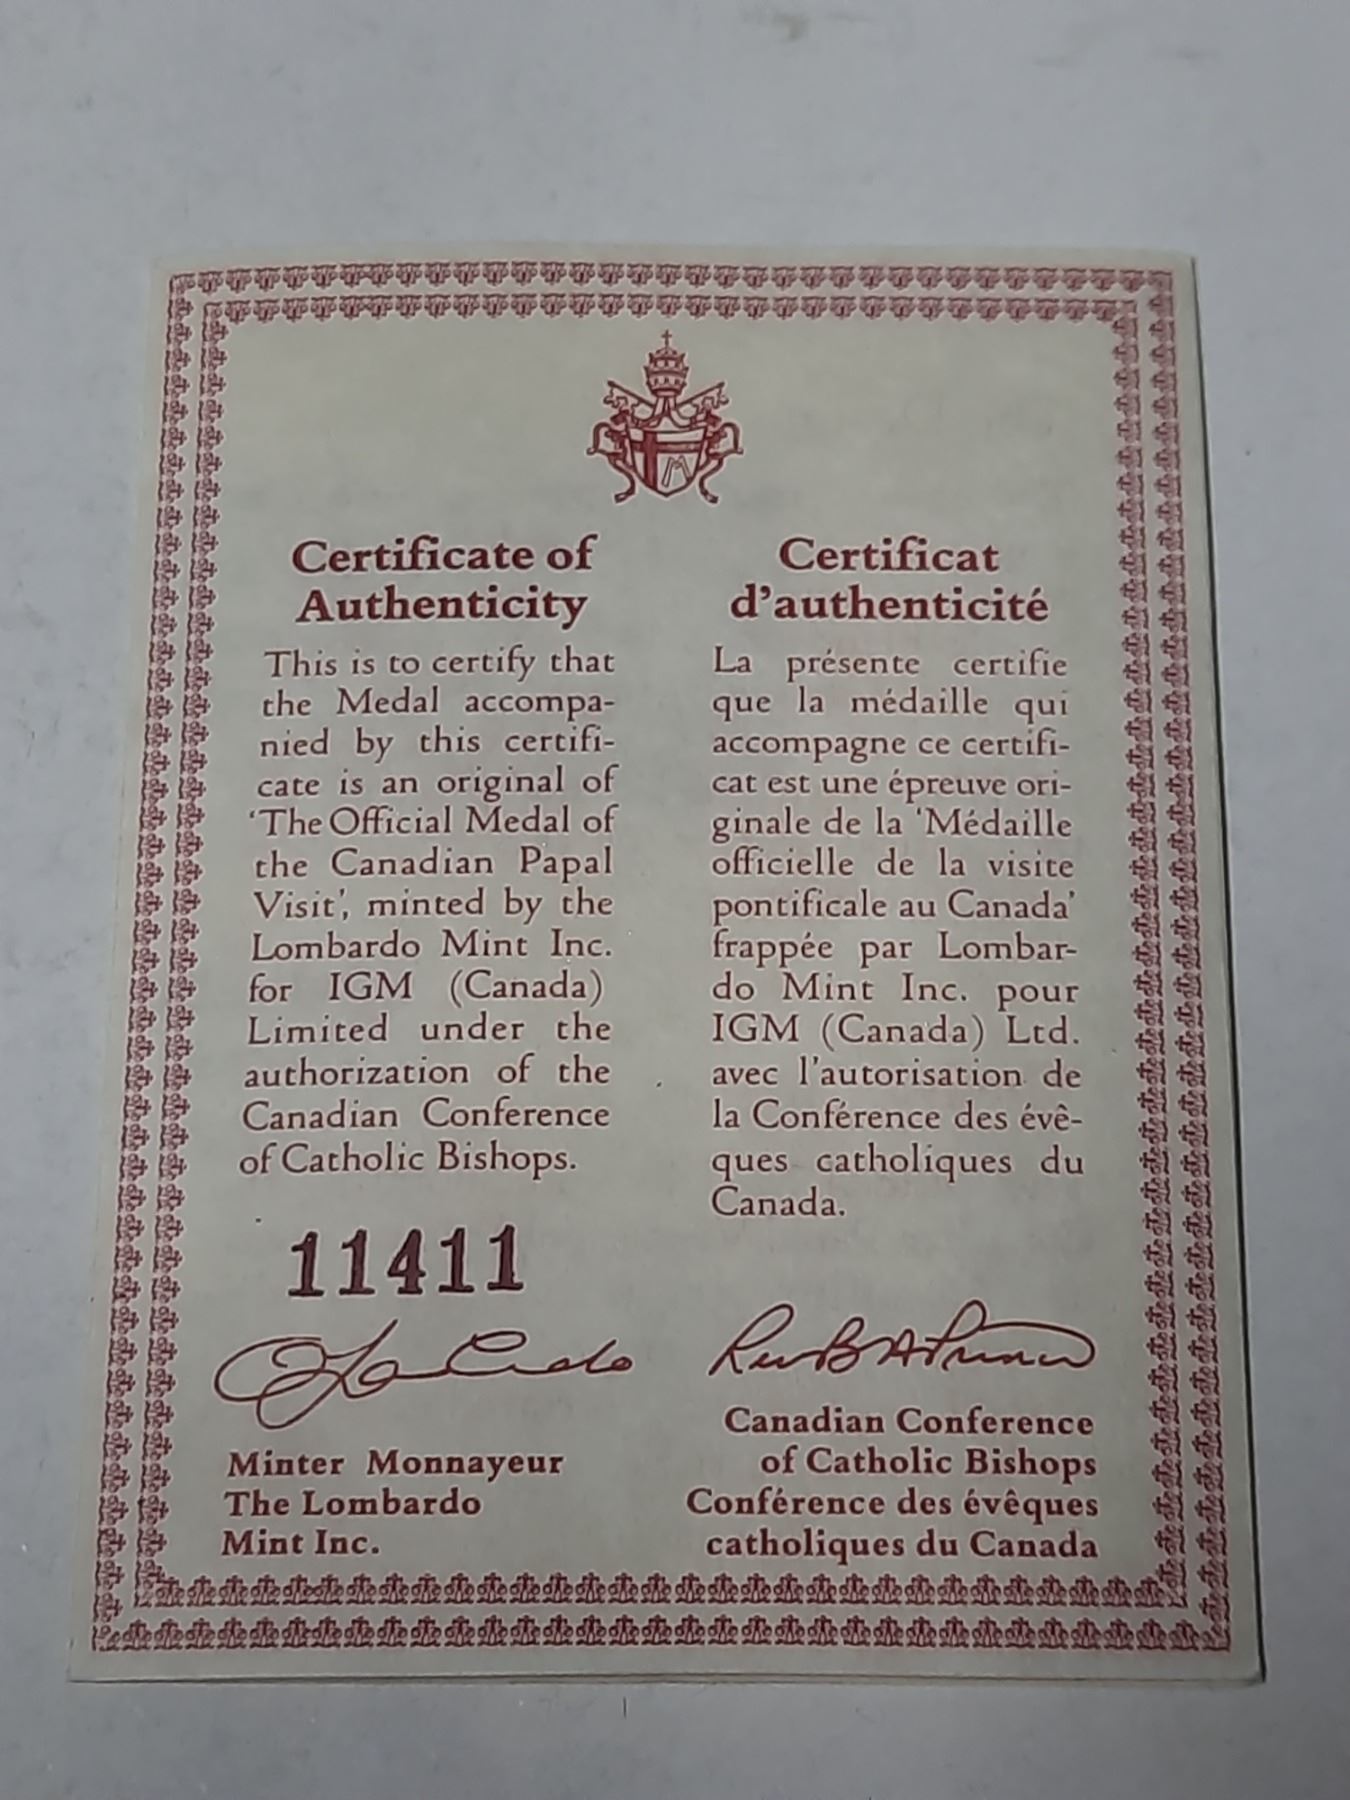 Certificate of
Authenticity
This is to certify that
the Medal accompa-
nied by this certifi-
cate is an original of
'The Official Medal of
the Canadian Papal
Visit', minted by the
Lombardo Mint Inc.
for IGM (Canada)
Limited under the
authorization of the
Canadian Conference
of Catholic Bishops.
11411
Minter Monnayeur
The Lombardo
Mint Inc.
Certificat
d'authenticité
La présente certifie
que la médaille qui
accompagne ce certifi-
cat est une épreuve ori-
ginale de la 'Médaille
officielle de la visite
pontificale au Canada'
frappée par Lombar-
do Mint Inc. pour
IGM (Canada) Ltd.
avec l'autorisation de
la Conférence des évê-
ques catholiques du
Canada.
Canadian Conference
of Catholic Bishops
Conférence des évêques
catholiques du Canada